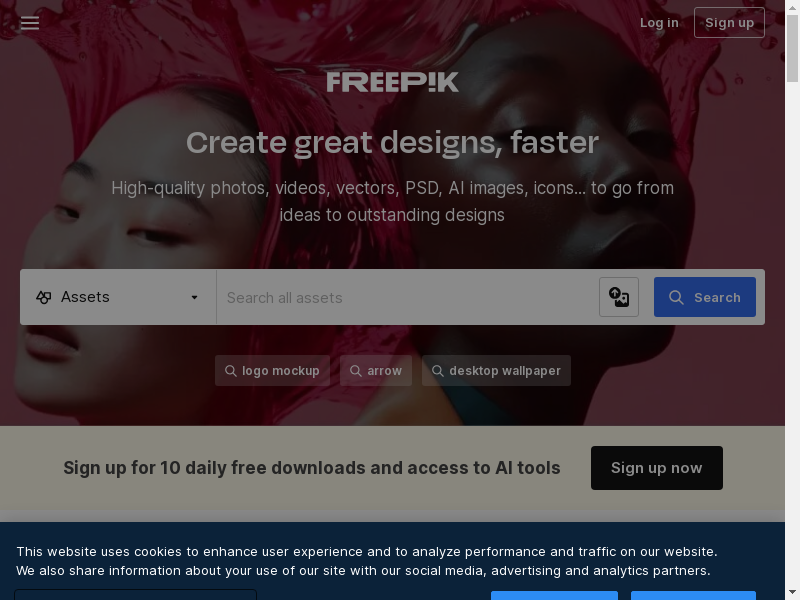 Log in
Sign up
FREEPIK
Create great designs, faster
High-quality photos, videos, vectors, PSD, AI images, icons... to go from
ideas to outstanding designs
Assets
Search all assets
Search
logo mockup
arrow
desktop wallpaper
Sign up for 10 daily free downloads and access to AI tools
Sign up now
This website uses cookies to enhance user experience and to analyze performance and traffic on our website.
We also share information about your use of our site with our social media, advertising and analytics partners.